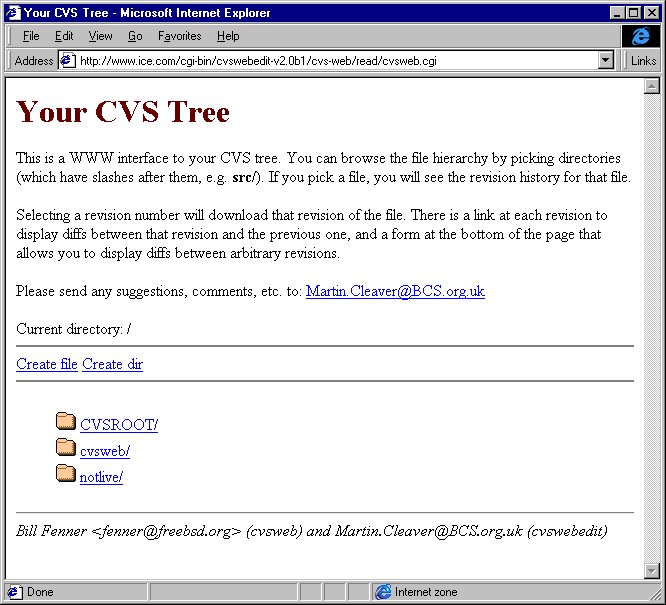 Your CVS Tree - Microsoft Internet Explorer
File Edit View Go Favorites Help
Address http://www.ice.com/cgi-bin/cvswebedit-v2.0b1/cvs-web/read/cvsweb.cgi Links
Your CVS Tree
This is a WWW interface to your CVS tree. You can browse the file hierarchy by picking directories
(which have slashes after them, e.g. src/). If you pick a file, you will see the revision history for that file.
Selecting a revision number will download that revision of the file. There is a link at each revision to
display diffs between that revision and the previous one, and a form at the bottom of the page that
allows you to display diffs between arbitrary revisions.
Please send any suggestions, comments, etc. to: Martin.Cleaver@BCS.org.uk
Current directory: /
Create file Create dir
CVSROOT/
cvsweb/
notlive/
Bill Fenner <fenner@freebsd.org> (cvsweb) and Martin.Cleaver@BCS.org.uk (cvswebedit)
Done Internet zone